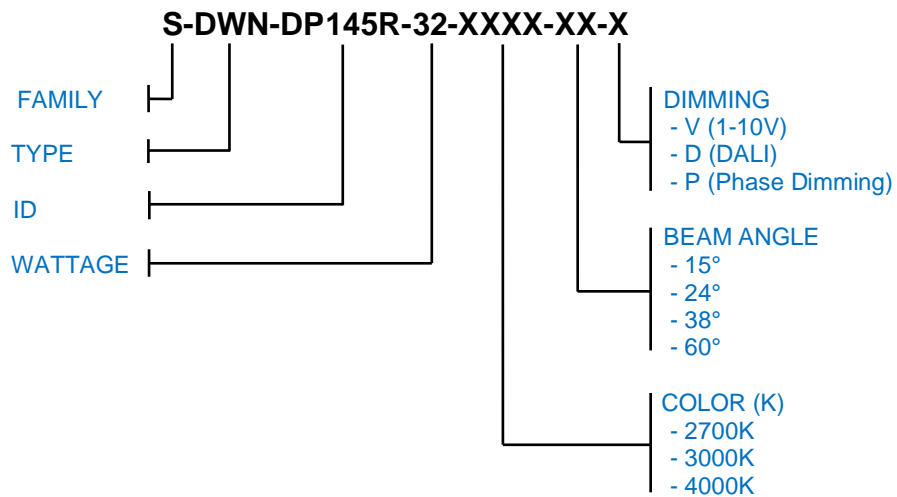 S-DWN-DP145R-32-XXXX-XX-X
FAMILY
TYPE
ID
WATTAGE
DIMMING
- V (1-10V)
- D (DALI)
- P (Phase Dimming)
BEAM ANGLE
- 15°
- 24°
- 38°
- 60°
COLOR (K)
- 2700K
- 3000K
- 4000K